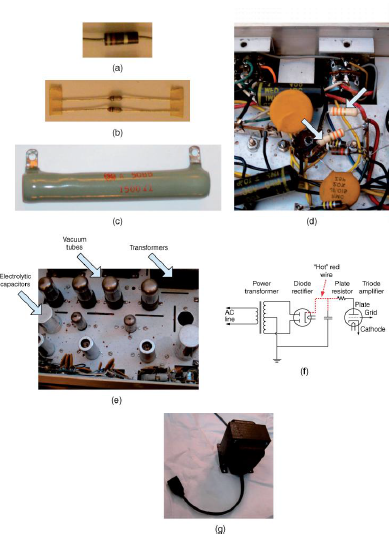 (a)
(b)
(c)
(d)
Vacuum
tubes
Transformers
Electrolytic
capacitors
(e)
"Hot" red
wire
Power
transformer
Diode
rectifier
Plate
resistor
Triode
amplifier
AC
line
Plate
Grid
Cathode
(f)
(g)